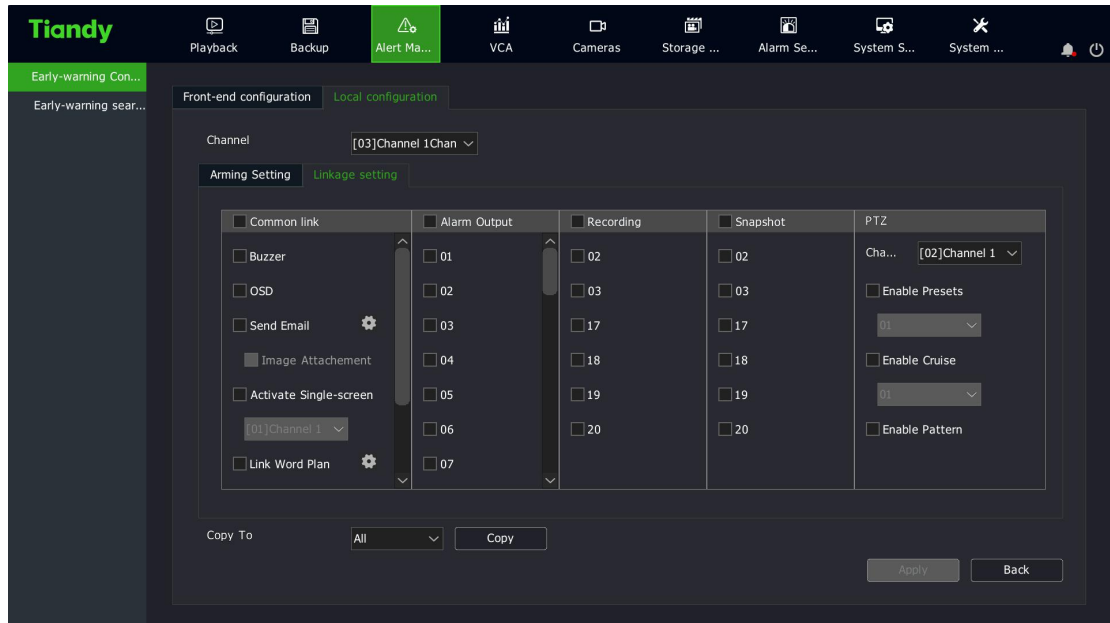 Tiandy
Playback
Backup
Alert Ma...
VCA
Cameras
Storage ...
Alarm Se...
System S...
System ...
Early-warning Con...
Early-warning sear...
Front-end configuration
Local configuration
Channel
[03]Channel 1Chan
Arming Setting
Linkage setting
Common link
Buzzer
OSD
Send Email
Image Attachement
Activate Single-screen
[01]Channel 1
Link Word Plan
Alarm Output
01
02
03
04
05
06
07
Recording
02
03
17
18
19
20
Snapshot
02
03
17
18
19
20
PTZ
Cha...
[02]Channel 1
Enable Presets
01
Enable Cruise
01
Enable Pattern
Copy To
All
Copy
Apply
Back